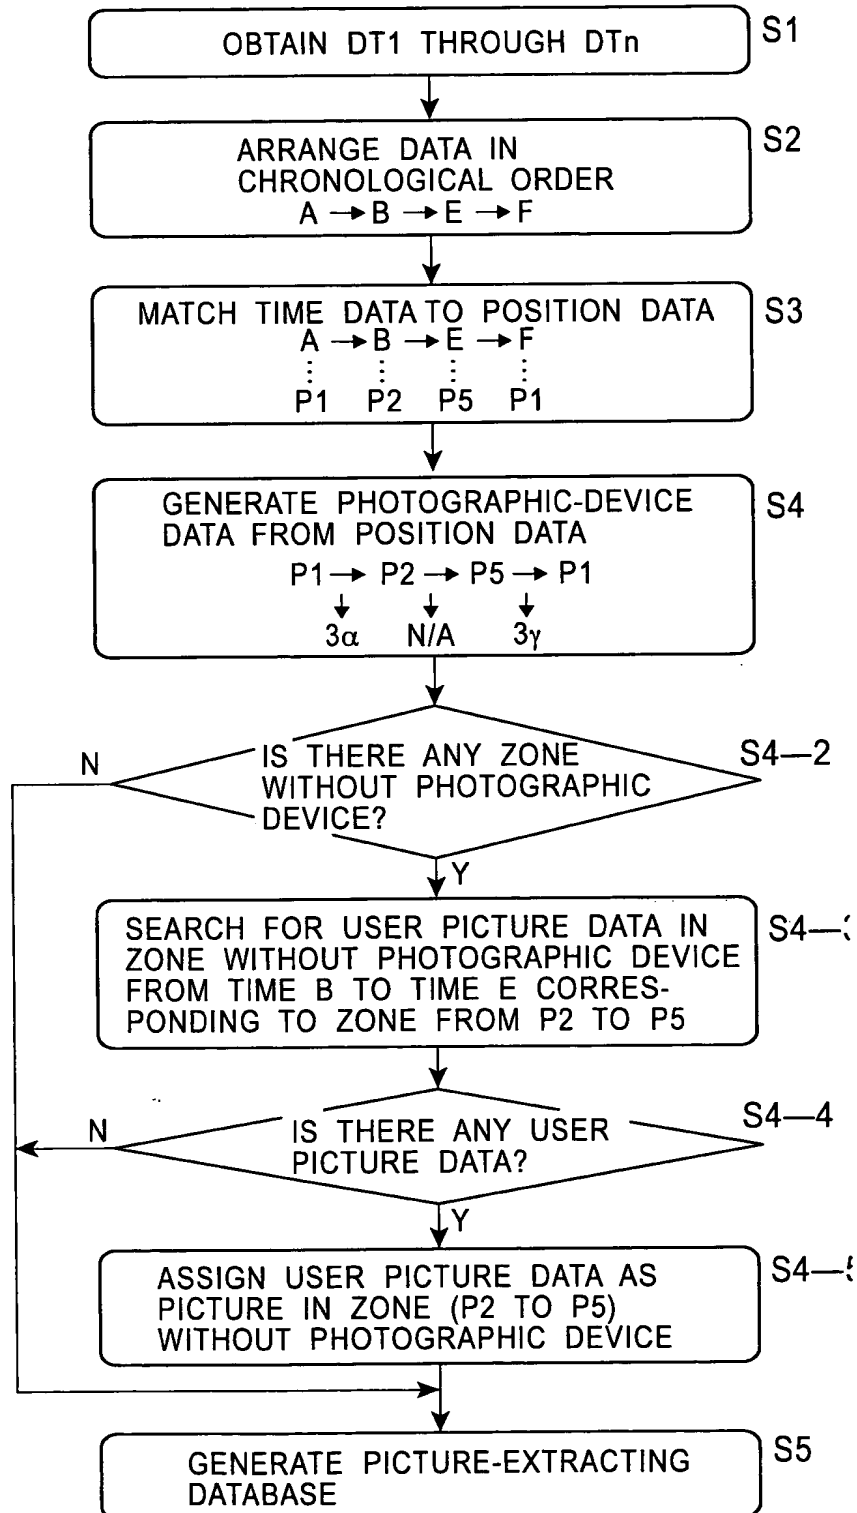 OBTAIN DT1 THROUGH DTn
S1
ARRANGE DATA IN
CHRONOLOGICAL ORDER
A → B → E → F
S2
MATCH TIME DATA TO POSITION DATA
A → B → E → F
P1 P2 P5 P1
S3
GENERATE PHOTOGRAPHIC-DEVICE
DATA FROM POSITION DATA
P1 → P2 → P5 → P1
3α N/A 3γ
S4
IS THERE ANY ZONE
WITHOUT PHOTOGRAPHIC
DEVICE?
S4—2
N
Y
SEARCH FOR USER PICTURE DATA IN
ZONE WITHOUT PHOTOGRAPHIC DEVICE
FROM TIME B TO TIME E CORRES-
PONDING TO ZONE FROM P2 TO P5
S4—
IS THERE ANY USER
PICTURE DATA?
S4—4
N
Y
ASSIGN USER PICTURE DATA AS
PICTURE IN ZONE (P2 TO P5)
WITHOUT PHOTOGRAPHIC DEVICE
S4—
GENERATE PICTURE-EXTRACTING
DATABASE
S5